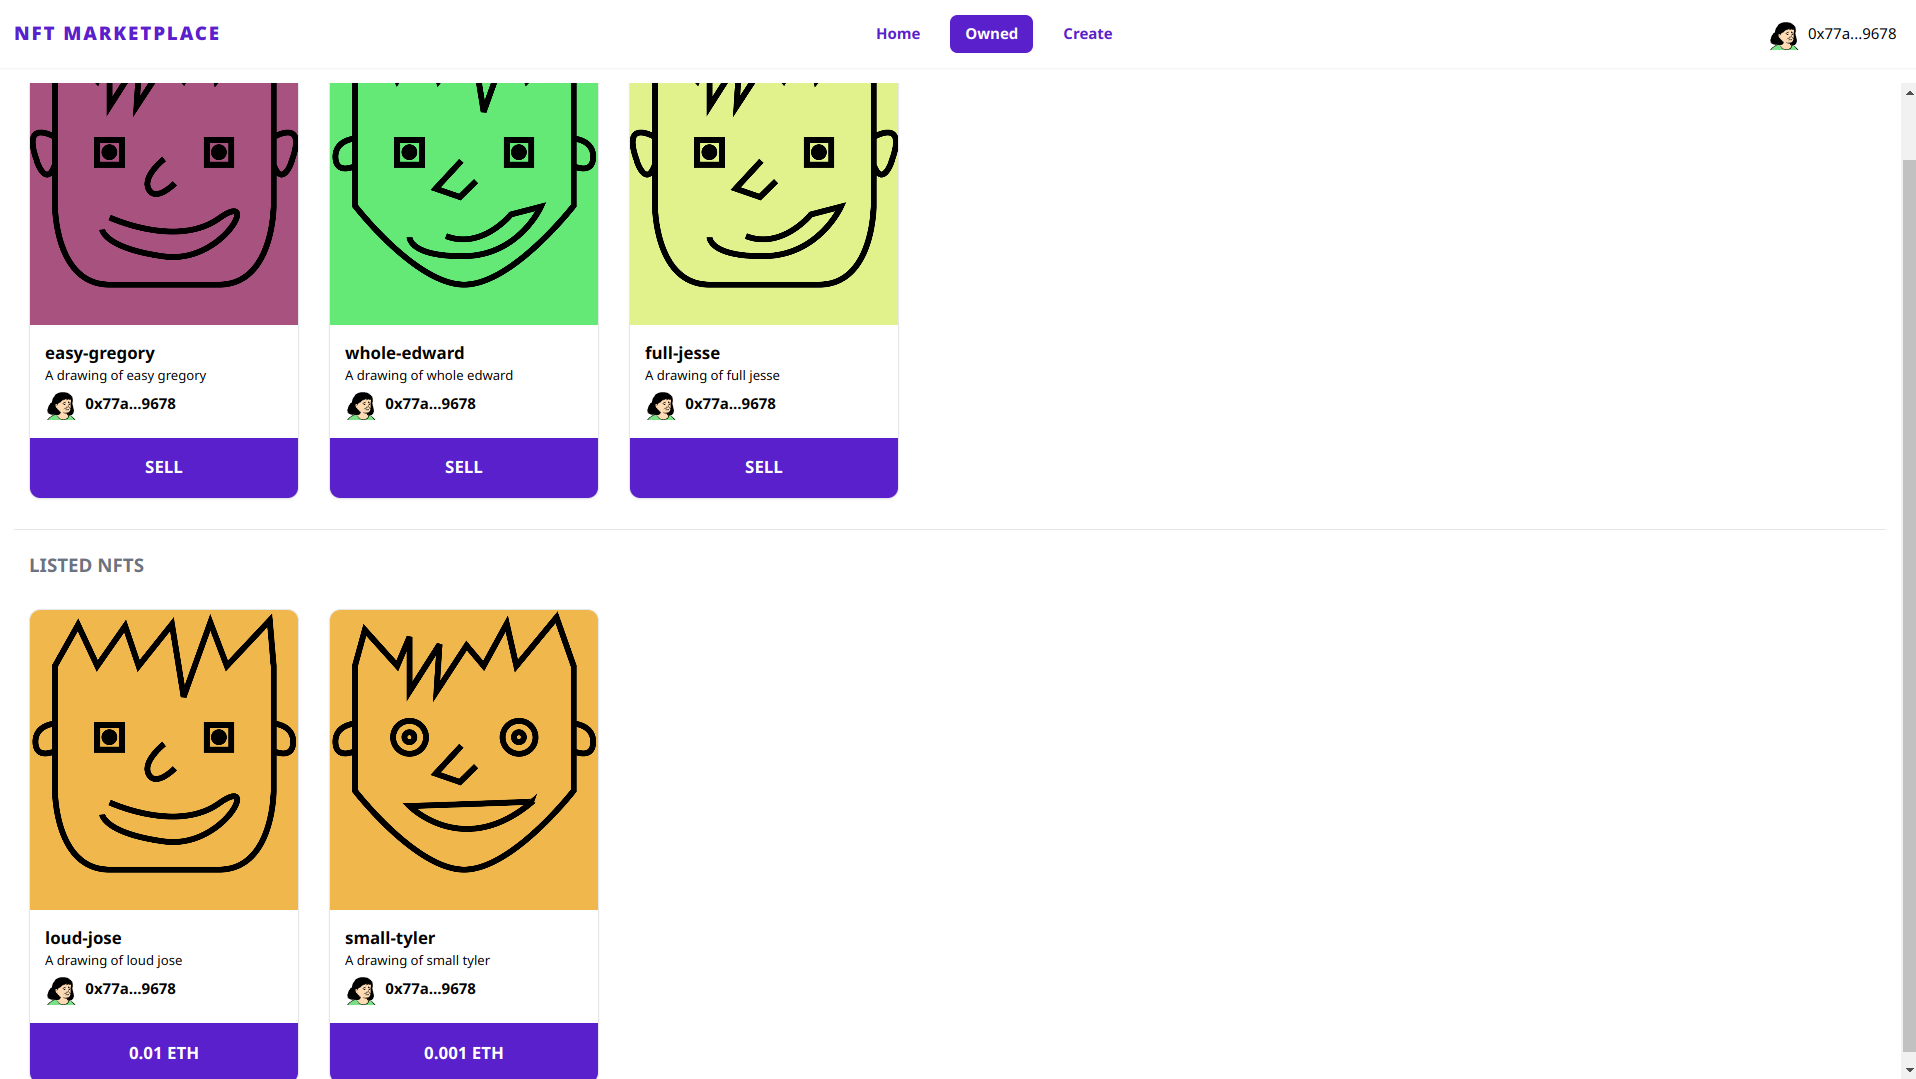 NFT MARKETPLACE
Home
Owned
Create
0x77a...9678
easy-gregory
A drawing of easy gregory
0x77a...9678
SELL
whole-edward
A drawing of whole edward
0x77a...9678
SELL
full-jesse
A drawing of full jesse
0x77a...9678
SELL
LISTED NFTS
loud-jose
A drawing of loud jose
0x77a...9678
0.01 ETH
small-tyler
A drawing of small tyler
0x77a...9678
0.001 ETH